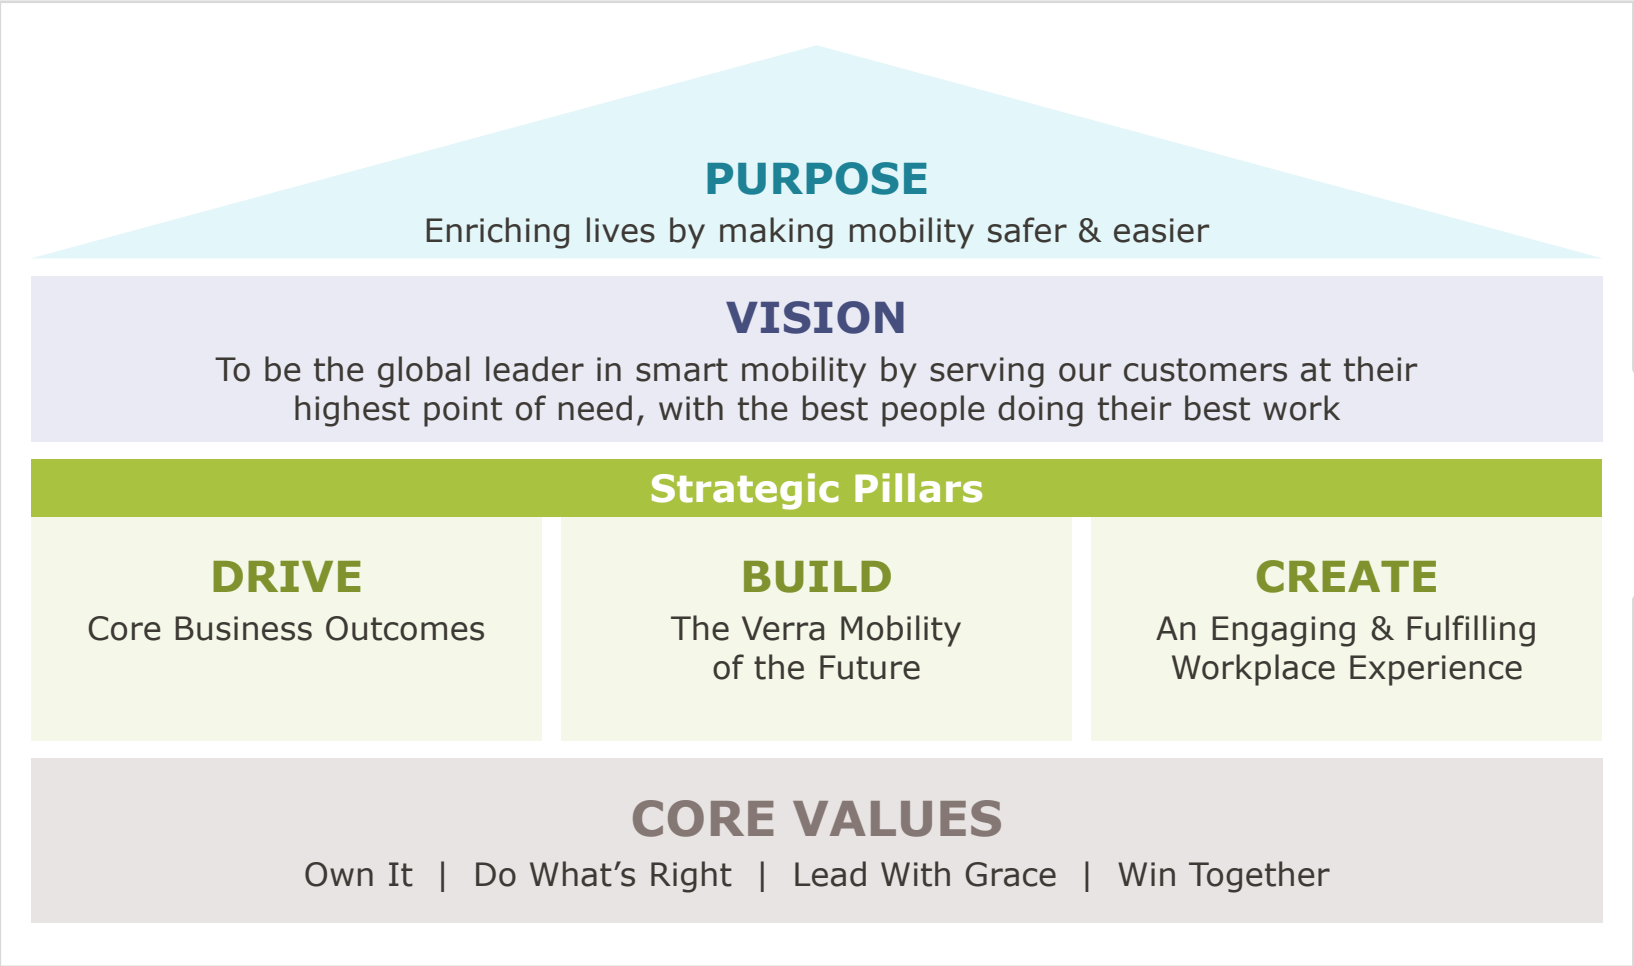 PURPOSE
Enriching lives by making mobility safer & easier
VISION
To be the global leader in smart mobility by serving our customers at their
highest point of need, with the best people doing their best work
Strategic Pillars
DRIVE
Core Business Outcomes
BUILD
The Verra Mobility
of the Future
CREATE
An Engaging & Fulfilling
Workplace Experience
CORE VALUES
Own It | Do What’s Right | Lead With Grace | Win Together